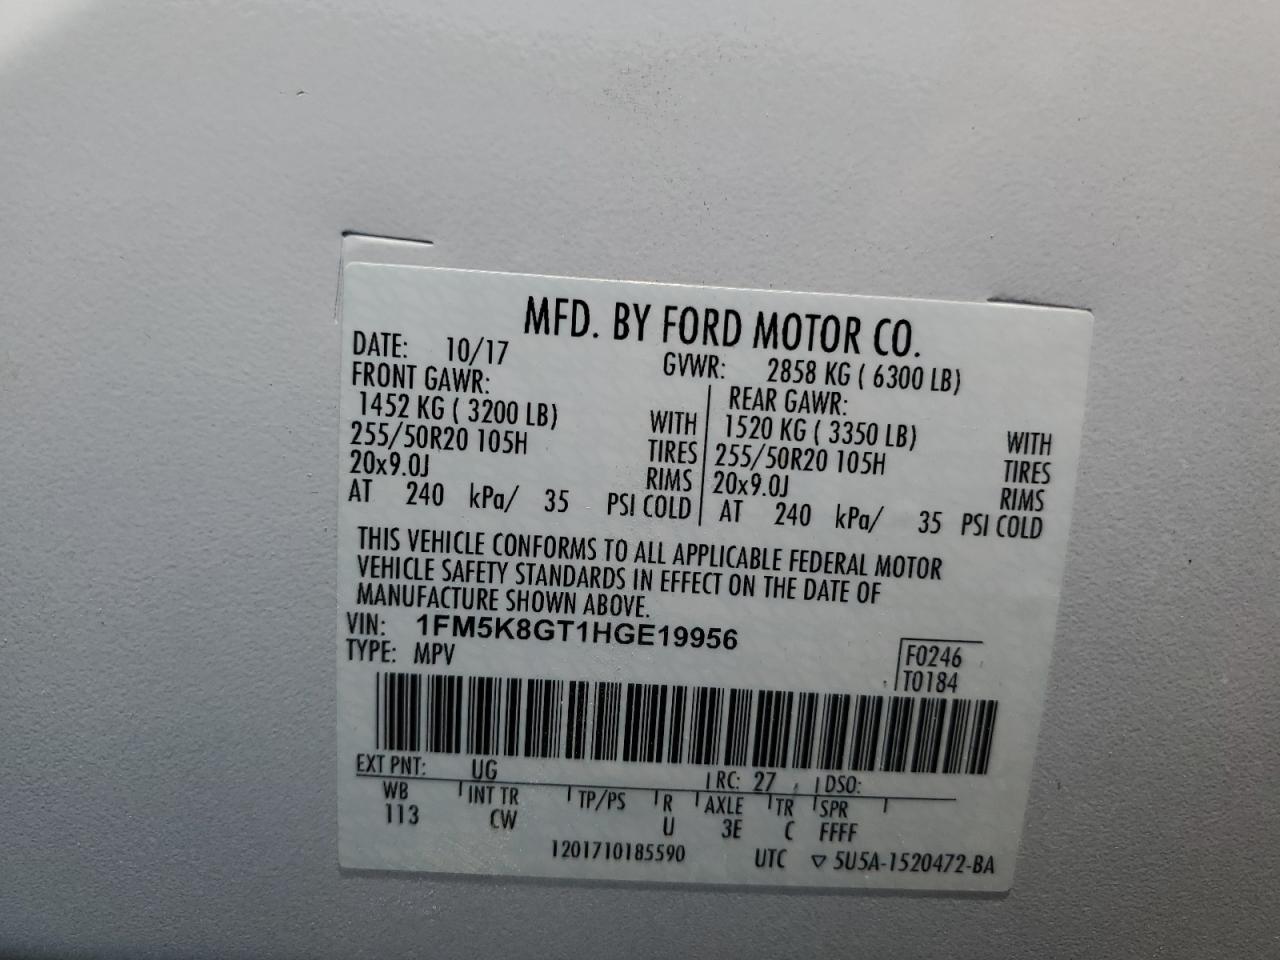 MFD. BY FORD MOTOR CO.
DATE: 10/17 GVWR: 2858 KG ( 6300 LB)
FRONT GAWR: REAR GAWR:
1452 KG ( 3200 LB) WITH 1520 KG ( 3350 LB) WITH
255/50R20 105H TIRES 255/50R20 105H TIRES
20x9.0J RIMS 20x9.0J RIMS
AT 240 kPa/ 35 PSI COLD AT 240 kPa/ 35 PSI COLD
THIS VEHICLE CONFORMS TO ALL APPLICABLE FEDERAL MOTOR
VEHICLE SAFETY STANDARDS IN EFFECT ON THE DATE OF
MANUFACTURE SHOWN ABOVE.
VIN: 1FM5K8GT1HGE19956
TYPE: MPV F0246
T0184
EXT PNT: UG RC: 27 DSO:
WB INT TR TP/PS R AXLE TR SPR
113 CW U 3E C FFFF
1201710185590 UTC ▽ 5U5A-1520472-BA